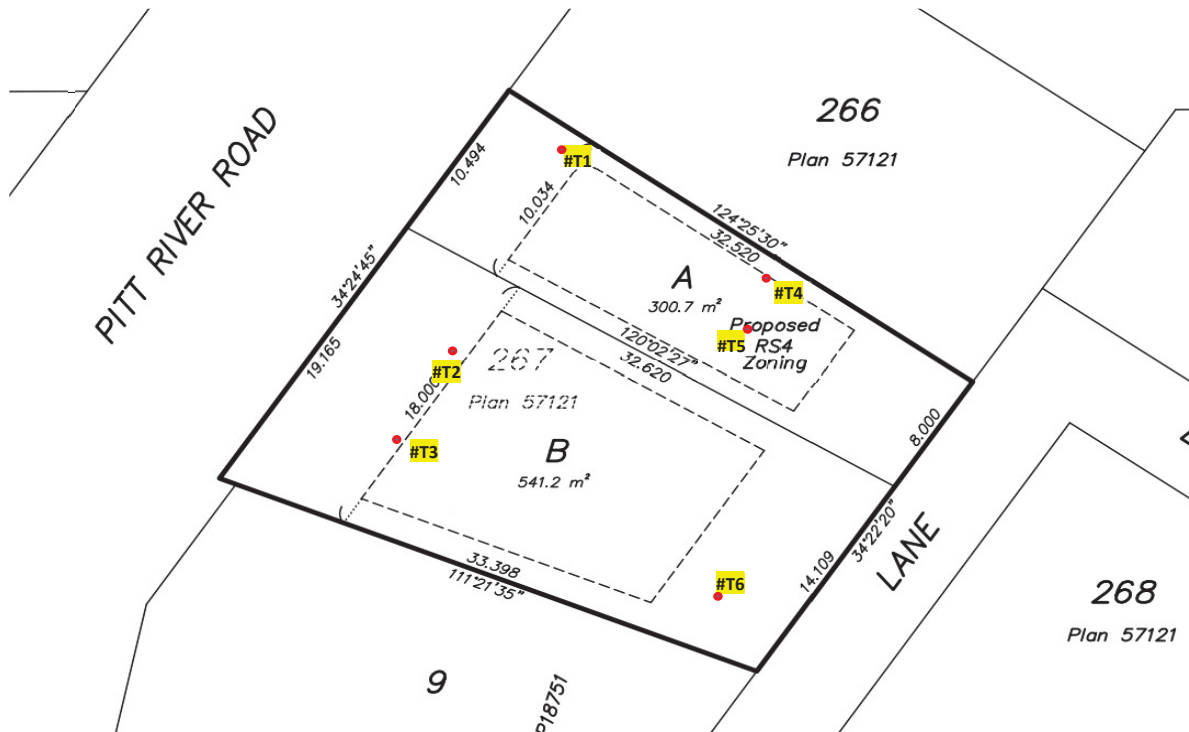 266
Plan 57121
PITT RIVER ROAD
10.494
#T1
10.034
124°25'30"
32.520
34°24'45"
A
300.7 m²
#T4
Proposed
RS4
Zoning
#T5
120°02'27"
32.620
19.165
267
#T2
18.000
Plan 57121
#T3
B
541.2 m²
8.000
34°22'20"
LANE
14.109
33.398
111°21'35"
#T6
268
Plan 57121
9
P18751